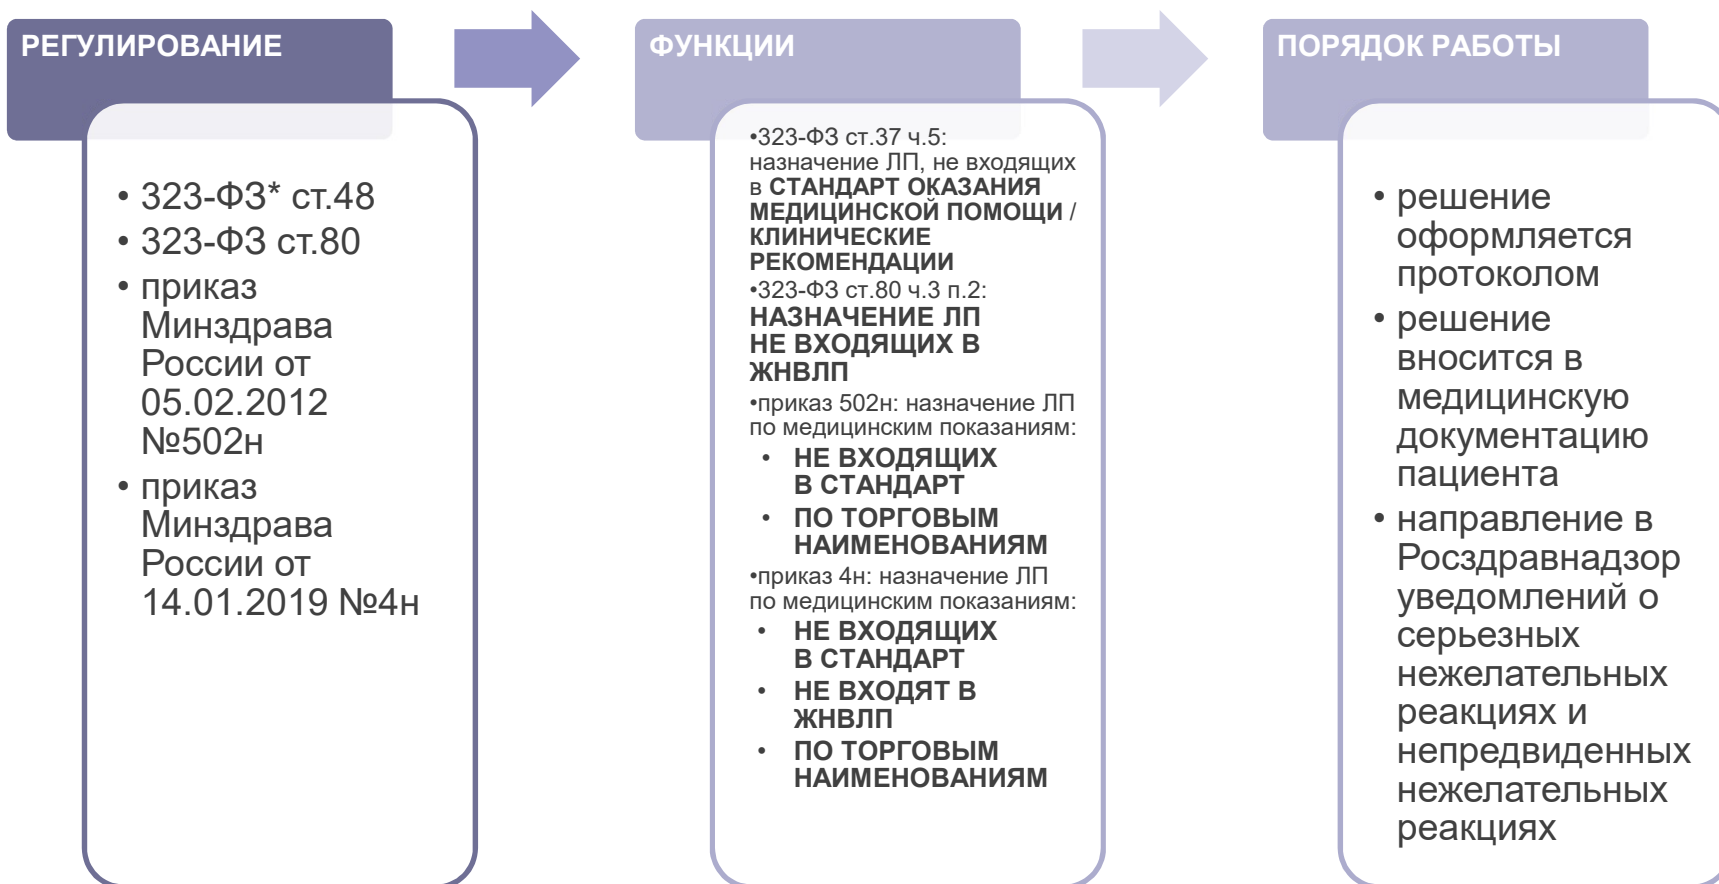 РЕГУЛИРОВАНИЕ
• 323-ФЗ* ст.48
• 323-ФЗ ст.80
• приказ
Минздрава
России от
05.02.2012
№502н
• приказ
Минздрава
России от
14.01.2019 №4н
ФУНКЦИИ
•323-ФЗ ст.37 ч.5:
назначение ЛП, не входящих
в СТАНДАРТ ОКАЗАНИЯ
МЕДИЦИНСКОЙ ПОМОЩИ /
КЛИНИЧЕСКИЕ
РЕКОМЕНДАЦИИ
•323-ФЗ ст.80 ч.3 п.2:
НАЗНАЧЕНИЕ ЛП
НЕ ВХОДЯЩИХ В
ЖНВЛП
•приказ 502н: назначение ЛП
по медицинским показаниям:
• НЕ ВХОДЯЩИХ
В СТАНДАРТ
• ПО ТОРГОВЫМ
НАИМЕНОВАНИЯМ
•приказ 4н: назначение ЛП
по медицинским показаниям:
• НЕ ВХОДЯЩИХ
В СТАНДАРТ
• НЕ ВХОДЯТ В
ЖНВЛП
• ПО ТОРГОВЫМ
НАИМЕНОВАНИЯМ
ПОРЯДОК РАБОТЫ
• решение
оформляется
протоколом
• решение
вносится в
медицинскую
документацию
пациента
• направление в
Росздравнадзор
уведомлений о
серьезных
нежелательных
реакциях и
непредвиденных
нежелательных
реакциях